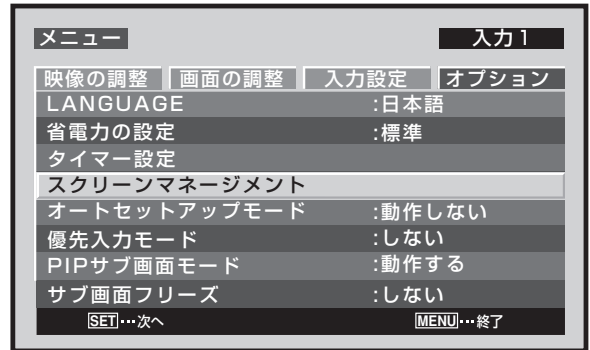 メニュー 入力1
映像の調整 画面の調整 入力設定 オプション
LANGUAGE :日本語
省電力の設定 :標準
タイマー設定
スクリーンマネージメント
オートセットアップモード :動作しない
優先入力モード :しない
PIPサブ画面モード :動作する
サブ画面フリーズ :しない
SET…次へ MENU…終了